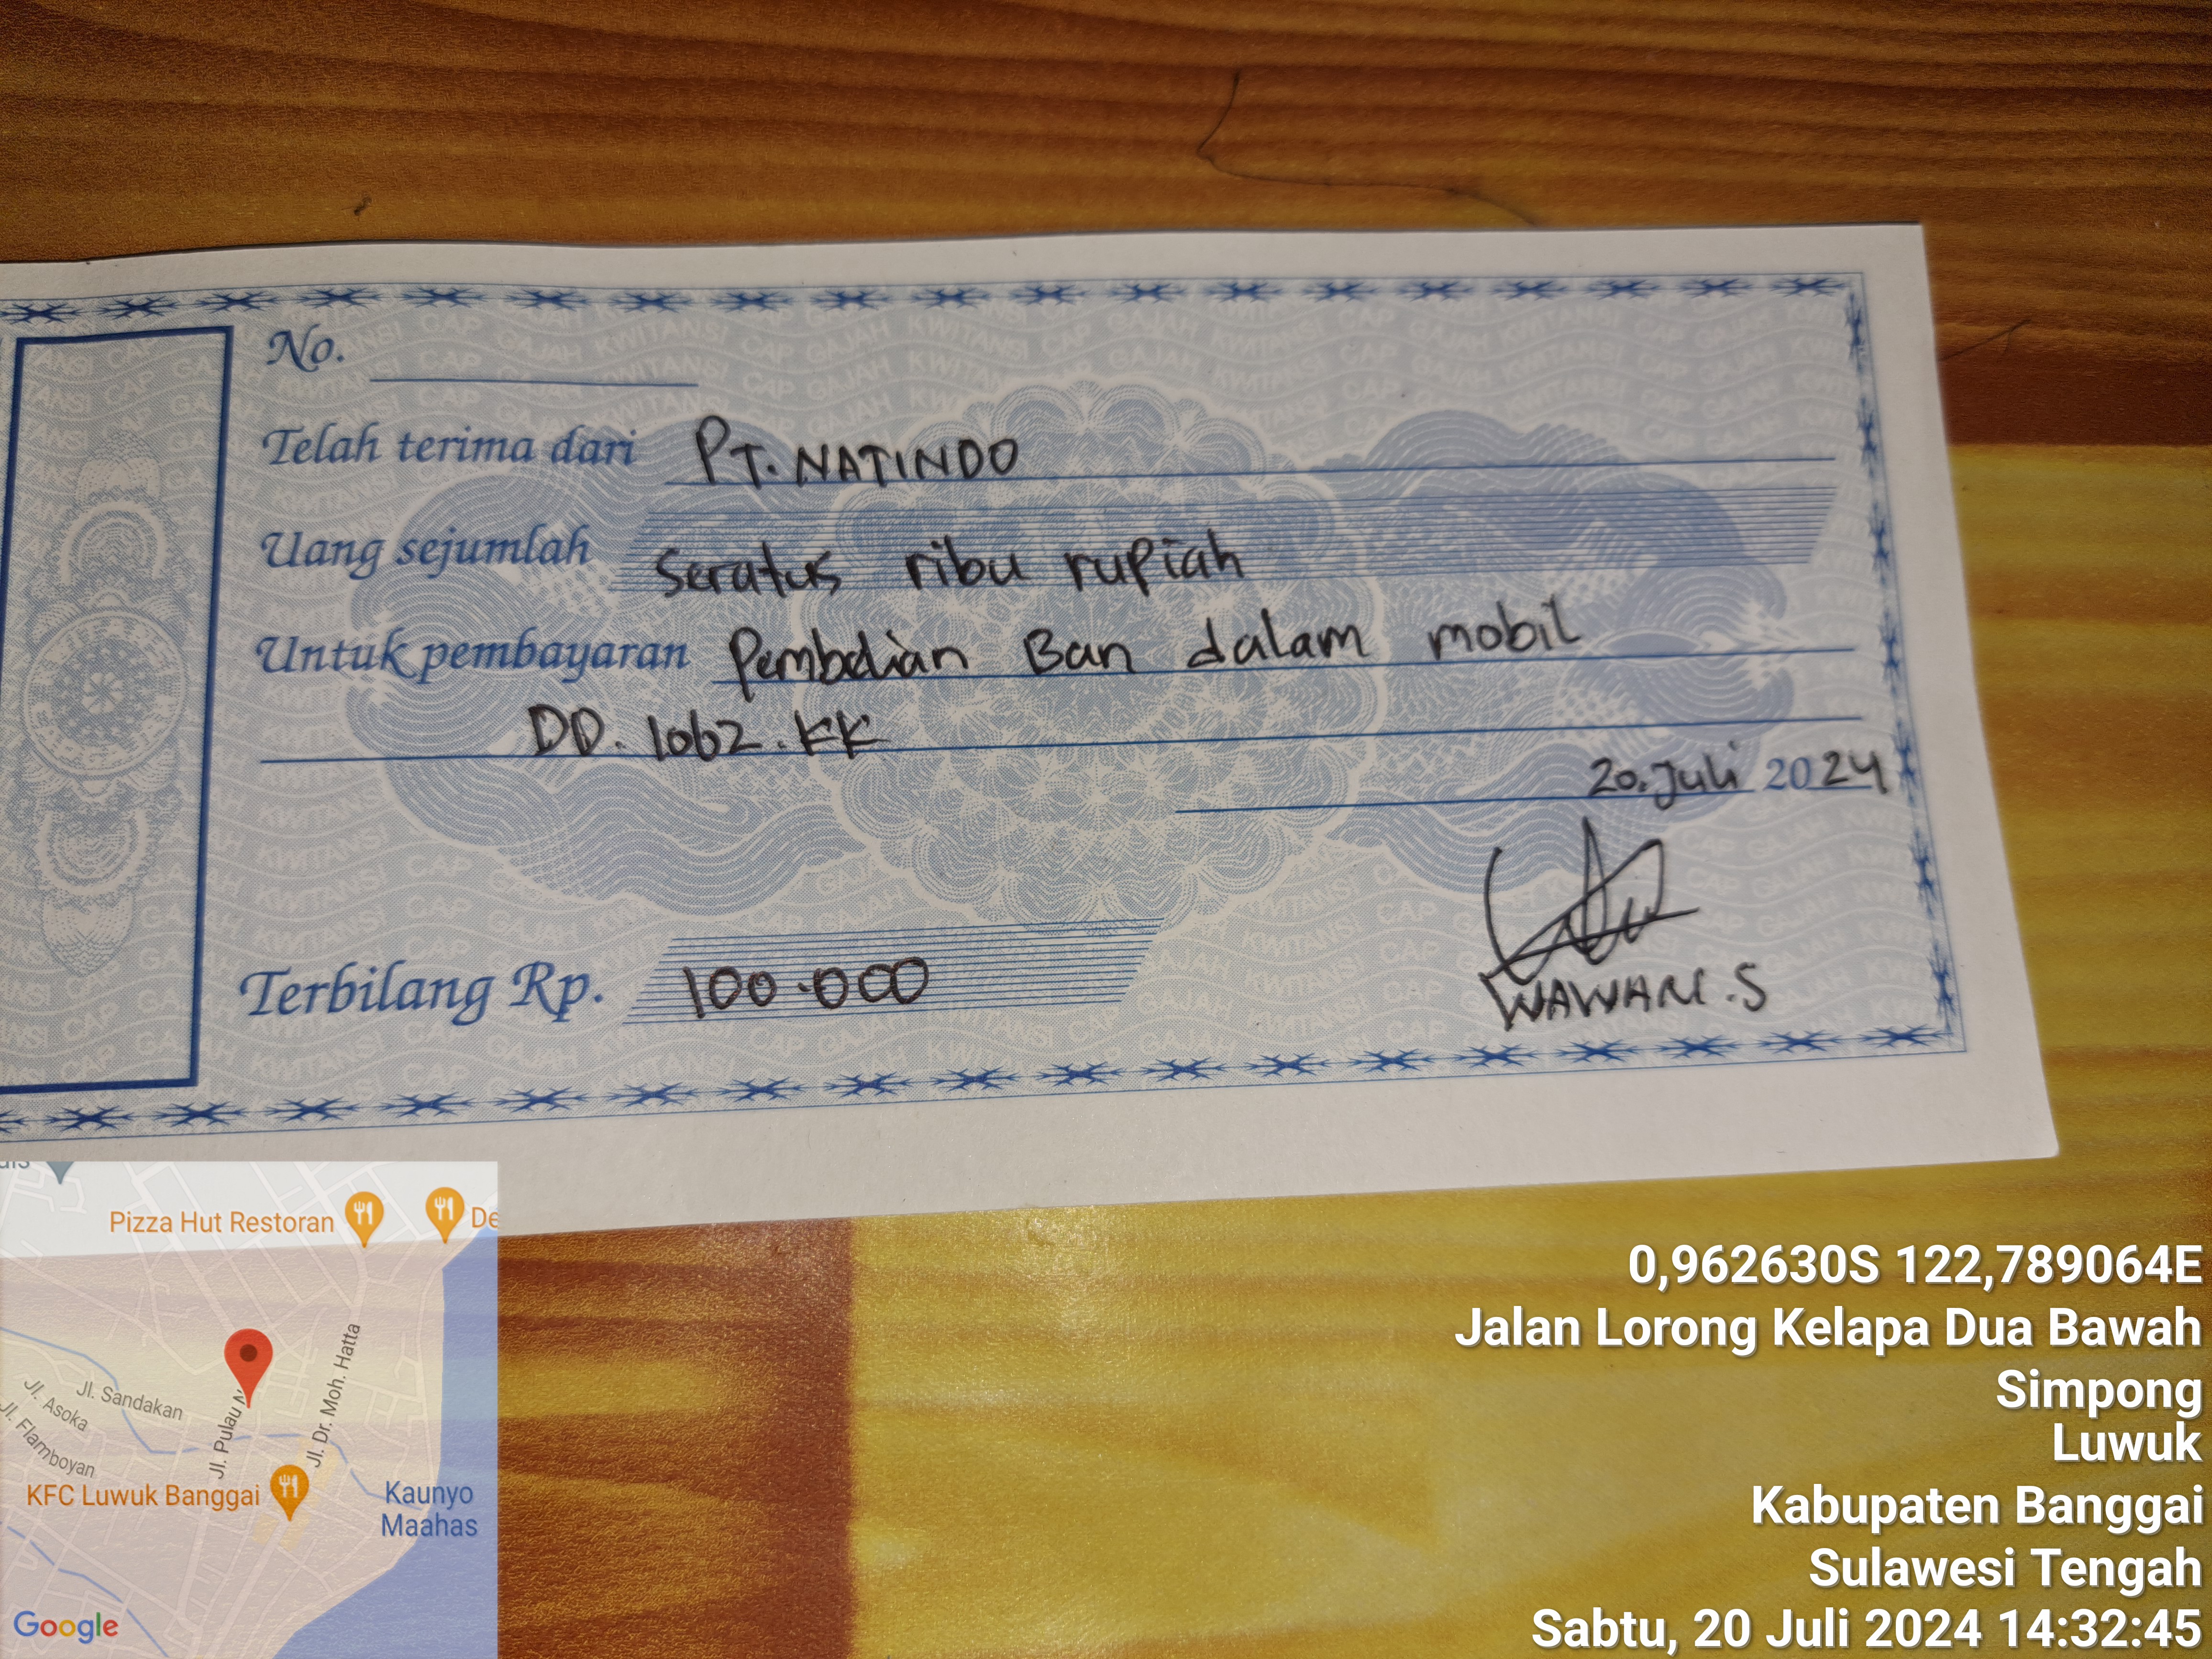 No.
Telah terima dari PT. NATINDO
Uang sejumlah seratus ribu rupiah
Untuk pembayaran Pembelian Ban dalam mobil
DD. 1062. KK
20. Juli 2024
Terbilang Rp. 100.000
WAWAN.S
Pizza Hut Restoran
De
Jl. Sandakan
Jl. Asoka
Jl. Flamboyan
Jl. Pulau N
Jl. Dr. Moh. Hatta
KFC Luwuk Banggai
Kaunyo
Maahas
Google
0,962630S 122,789064E
Jalan Lorong Kelapa Dua Bawah
Simpong
Luwuk
Kabupaten Banggai
Sulawesi Tengah
Sabtu, 20 Juli 2024 14:32:45